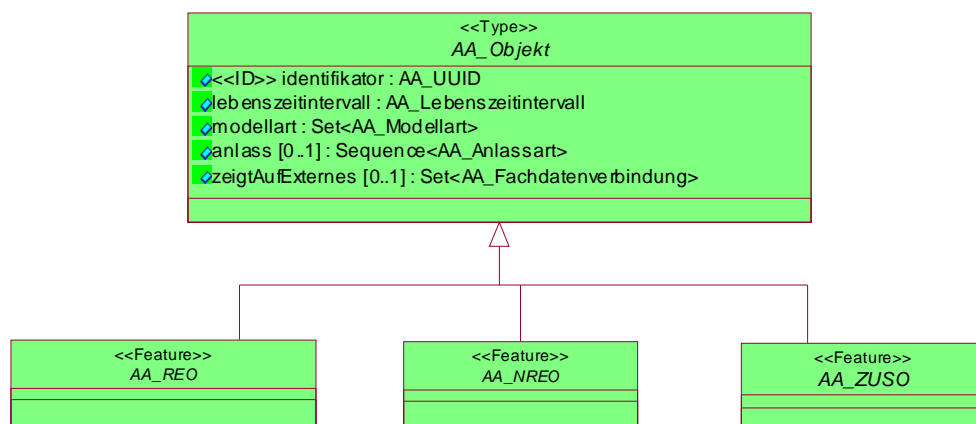 <<Type>>
AA_Objekt
<<ID>> identifikator : AA_UUID
lebenszeitintervall : AA_Lebenszeitintervall
modellart : Set<AA_Modellart>
anlass [0..1] : Sequence<AA_Anlassart>
zeigtAufExternes [0..1] : Set<AA_Fachdatenverbindung>
<<Feature>>
AA_REO
<<Feature>>
AA_NREO
<<Feature>>
AA_ZUSO